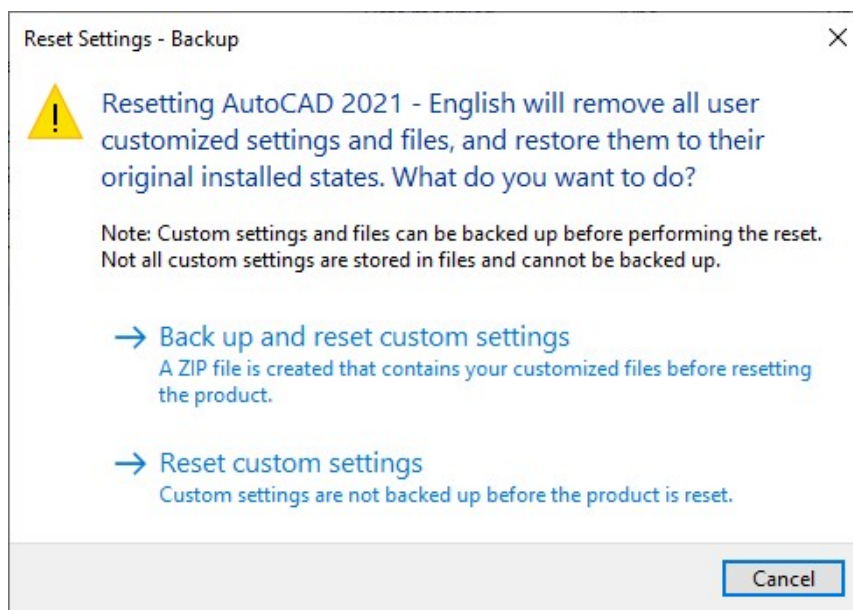 Reset Settings - Backup
Resetting AutoCAD 2021 - English will remove all user
customized settings and files, and restore them to their
original installed states. What do you want to do?
Note: Custom settings and files can be backed up before performing the reset.
Not all custom settings are stored in files and cannot be backed up.
Back up and reset custom settings
A ZIP file is created that contains your customized files before resetting
the product.
Reset custom settings
Custom settings are not backed up before the product is reset.
Cancel